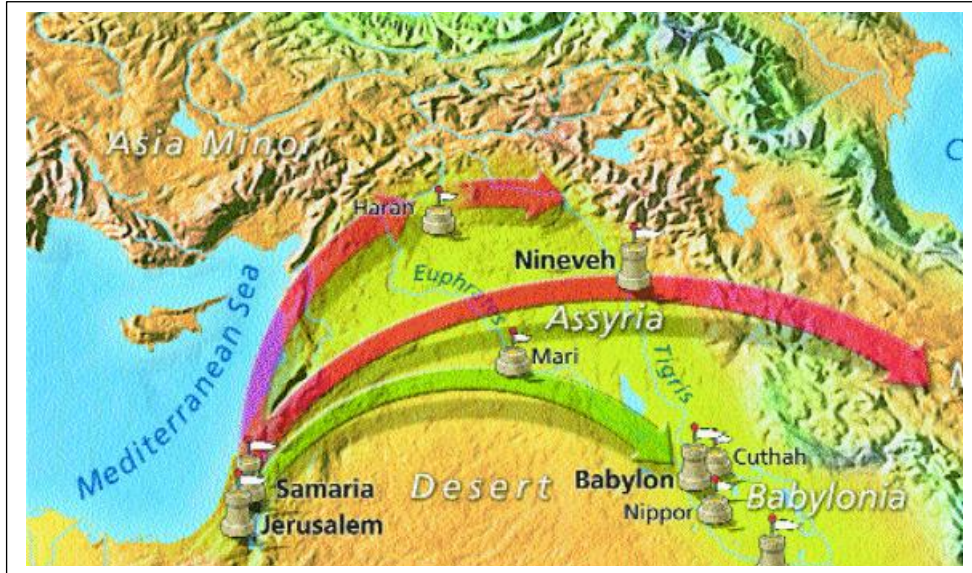 Asia Minor
C
Haran
Nineveh
Euphrates
Mediterranean Sea
Assyria
Mari
Tigris
M
Samaria
Desert
Babylon
Cuthah
Babylonia
Nippor
Jerusalem